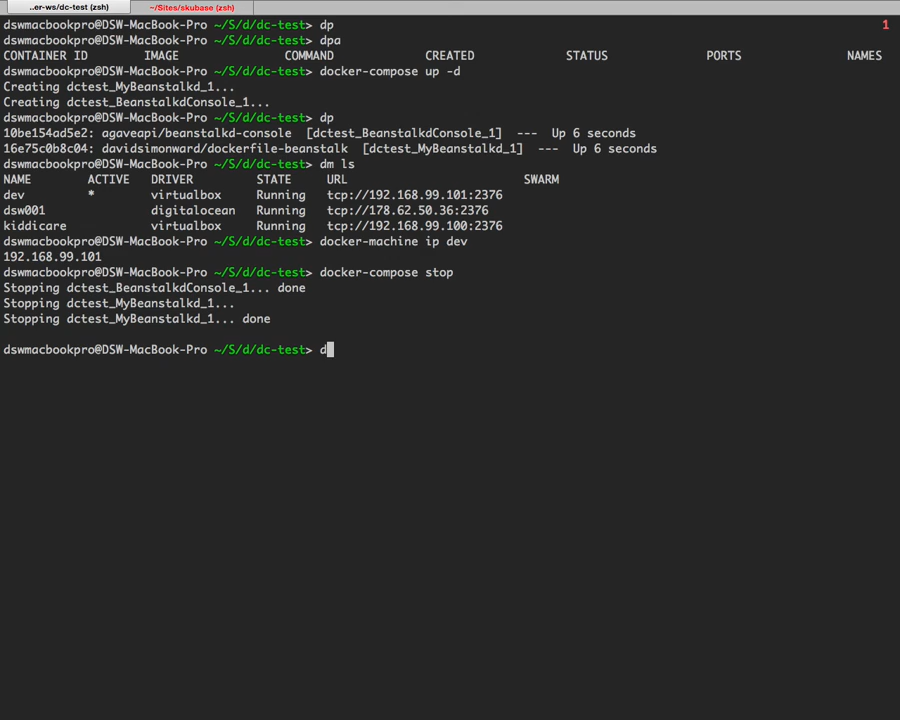 ..er-ws/dc-test (zsh) ~/Sites/skubase (zsh)
dswmacbookpro@DSW-MacBook-Pro ~/S/d/dc-test> dp 1
dswmacbookpro@DSW-MacBook-Pro ~/S/d/dc-test> dpa
CONTAINER ID IMAGE COMMAND CREATED STATUS PORTS NAMES
dswmacbookpro@DSW-MacBook-Pro ~/S/d/dc-test> docker-compose up -d
Creating dctest_MyBeanstalkd_1...
Creating dctest_BeanstalkdConsole_1...
dswmacbookpro@DSW-MacBook-Pro ~/S/d/dc-test> dp
10be154ad5e2: agaveapi/beanstalkd-console [dctest_BeanstalkdConsole_1] --- Up 6 seconds
16e75c0b8c04: davidsimonward/dockerfile-beanstalk [dctest_MyBeanstalkd_1] --- Up 6 seconds
dswmacbookpro@DSW-MacBook-Pro ~/S/d/dc-test> dm ls
NAME ACTIVE DRIVER STATE URL SWARM
dev * virtualbox Running tcp://192.168.99.101:2376
dsw001 digitalocean Running tcp://178.62.50.36:2376
kiddicare virtualbox Running tcp://192.168.99.100:2376
dswmacbookpro@DSW-MacBook-Pro ~/S/d/dc-test> docker-machine ip dev
192.168.99.101
dswmacbookpro@DSW-MacBook-Pro ~/S/d/dc-test> docker-compose stop
Stopping dctest_BeanstalkdConsole_1... done
Stopping dctest_MyBeanstalkd_1...
Stopping dctest_MyBeanstalkd_1... done
dswmacbookpro@DSW-MacBook-Pro ~/S/d/dc-test> d